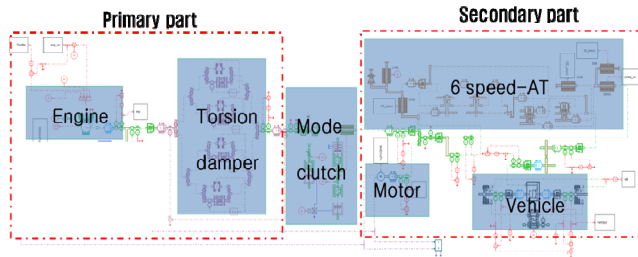 Primary part
Secondary part
Engine
Torsion
damper
Mode
clutch
6 speed-AT
Motor
Vehicle